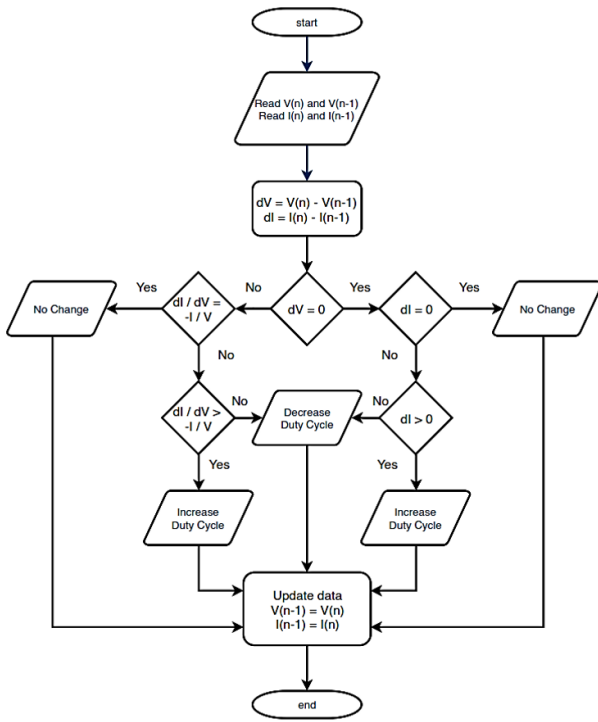 start
Read V(n) and V(n-1)
Read I(n) and I(n-1)
dV = V(n) - V(n-1)
dI = I(n) - I(n-1)
No Change
Yes
dI / dV =
-I / V
No
dV = 0
Yes
dI = 0
Yes
No Change
No
No
dI / dV >
-I / V
No
Decrease
Duty Cycle
No
dI > 0
Yes
Yes
Increase
Duty Cycle
Increase
Duty Cycle
Update data
V(n-1) = V(n)
I(n-1) = I(n)
end